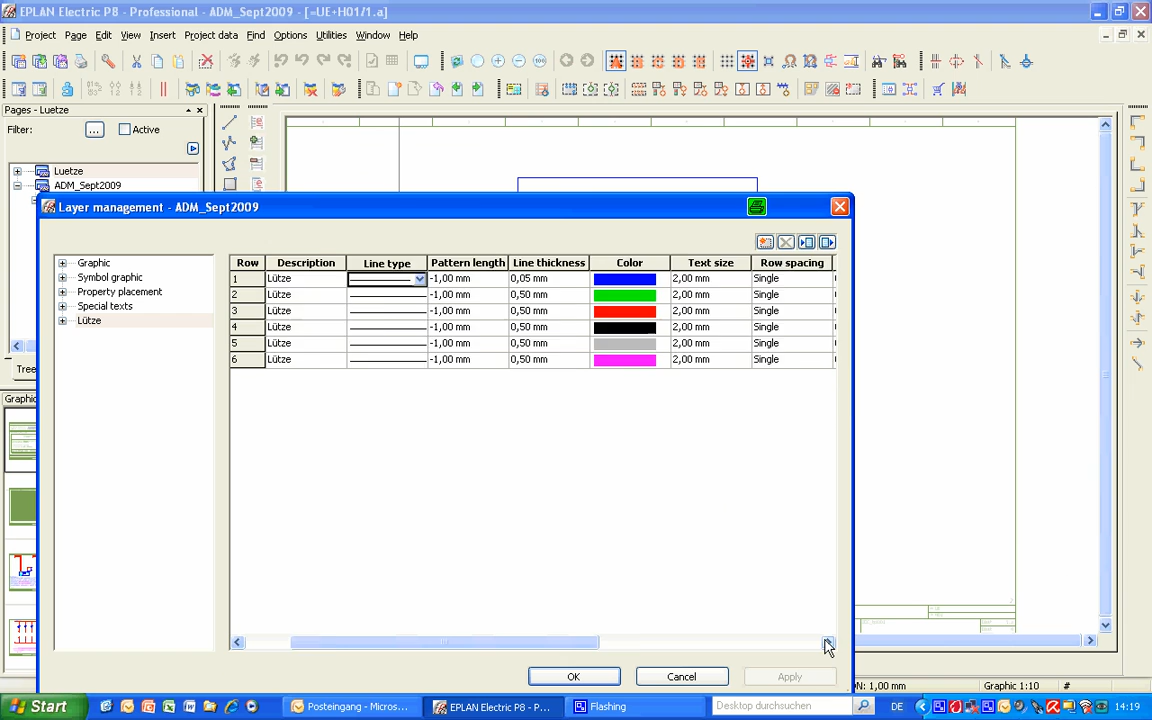 EPLAN Electric P8 - Professional - ADM_Sept2009 - [=UE+H01/1.a]
Project Page Edit View Insert Project data Find Options Utilities Window Help
Pages - Luetze
Filter: ... Active
Luetze
ADM_Sept2009
Layer management - ADM_Sept2009
Graphic
Symbol graphic
Property placement
Special texts
Lütze
Row Description Line type Pattern length Line thickness Color Text size Row spacing
1 Lütze -1,00 mm 0,05 mm 2,00 mm Single
2 Lütze -1,00 mm 0,50 mm 2,00 mm Single
3 Lütze -1,00 mm 0,50 mm 2,00 mm Single
4 Lütze -1,00 mm 0,50 mm 2,00 mm Single
5 Lütze -1,00 mm 0,50 mm 2,00 mm Single
6 Lütze -1,00 mm 0,50 mm 2,00 mm Single
Tree
Graphic
OK Cancel Apply
ON: 1,00 mm Graphic 1:10 #
Start Posteingang - Micros... EPLAN Electric P8 - P... Flashing Desktop durchsuchen DE 14:19